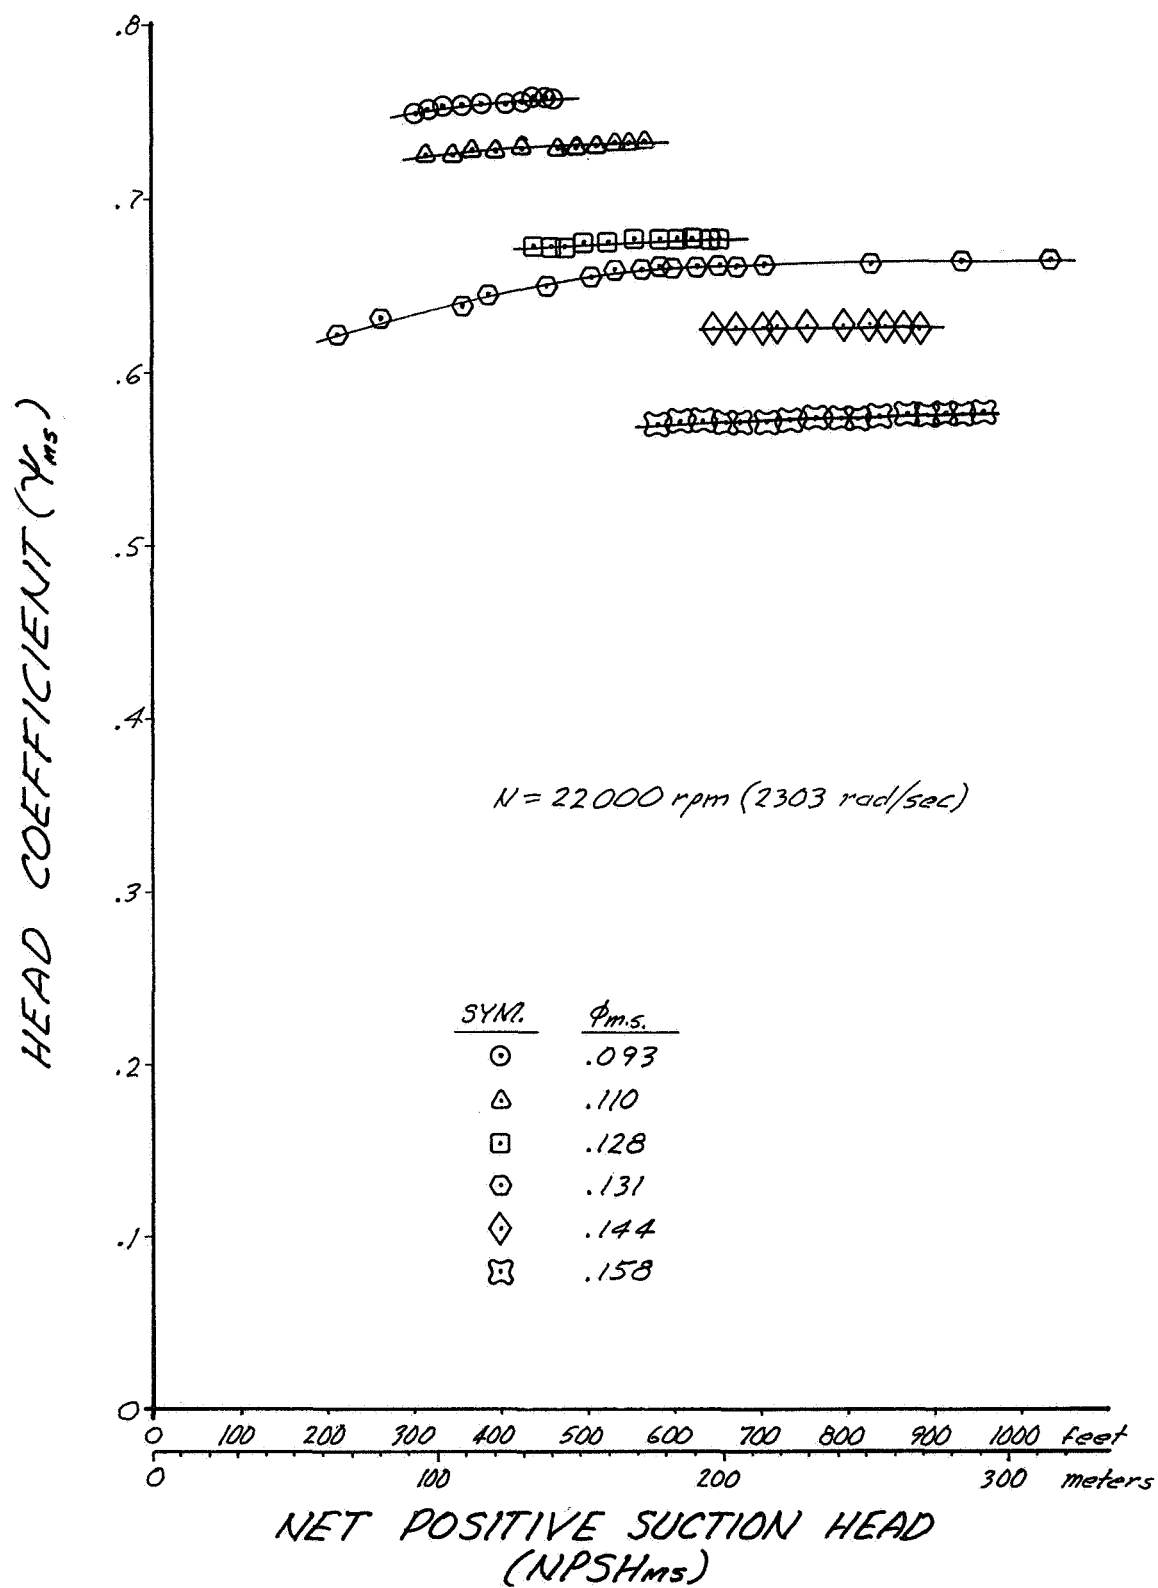 .8
.7
.6
.5
.4
.3
.2
.1
0
HEAD COEFFICIENT (Ψms)
N = 22000 rpm (2303 rad/sec)
SYM. ϕm.s.
.093
.110
.128
.131
.144
.158
0 100 200 300 400 500 600 700 800 900 1000 feet
0 100 200 300 meters
NET POSITIVE SUCTION HEAD
(NPSHms)